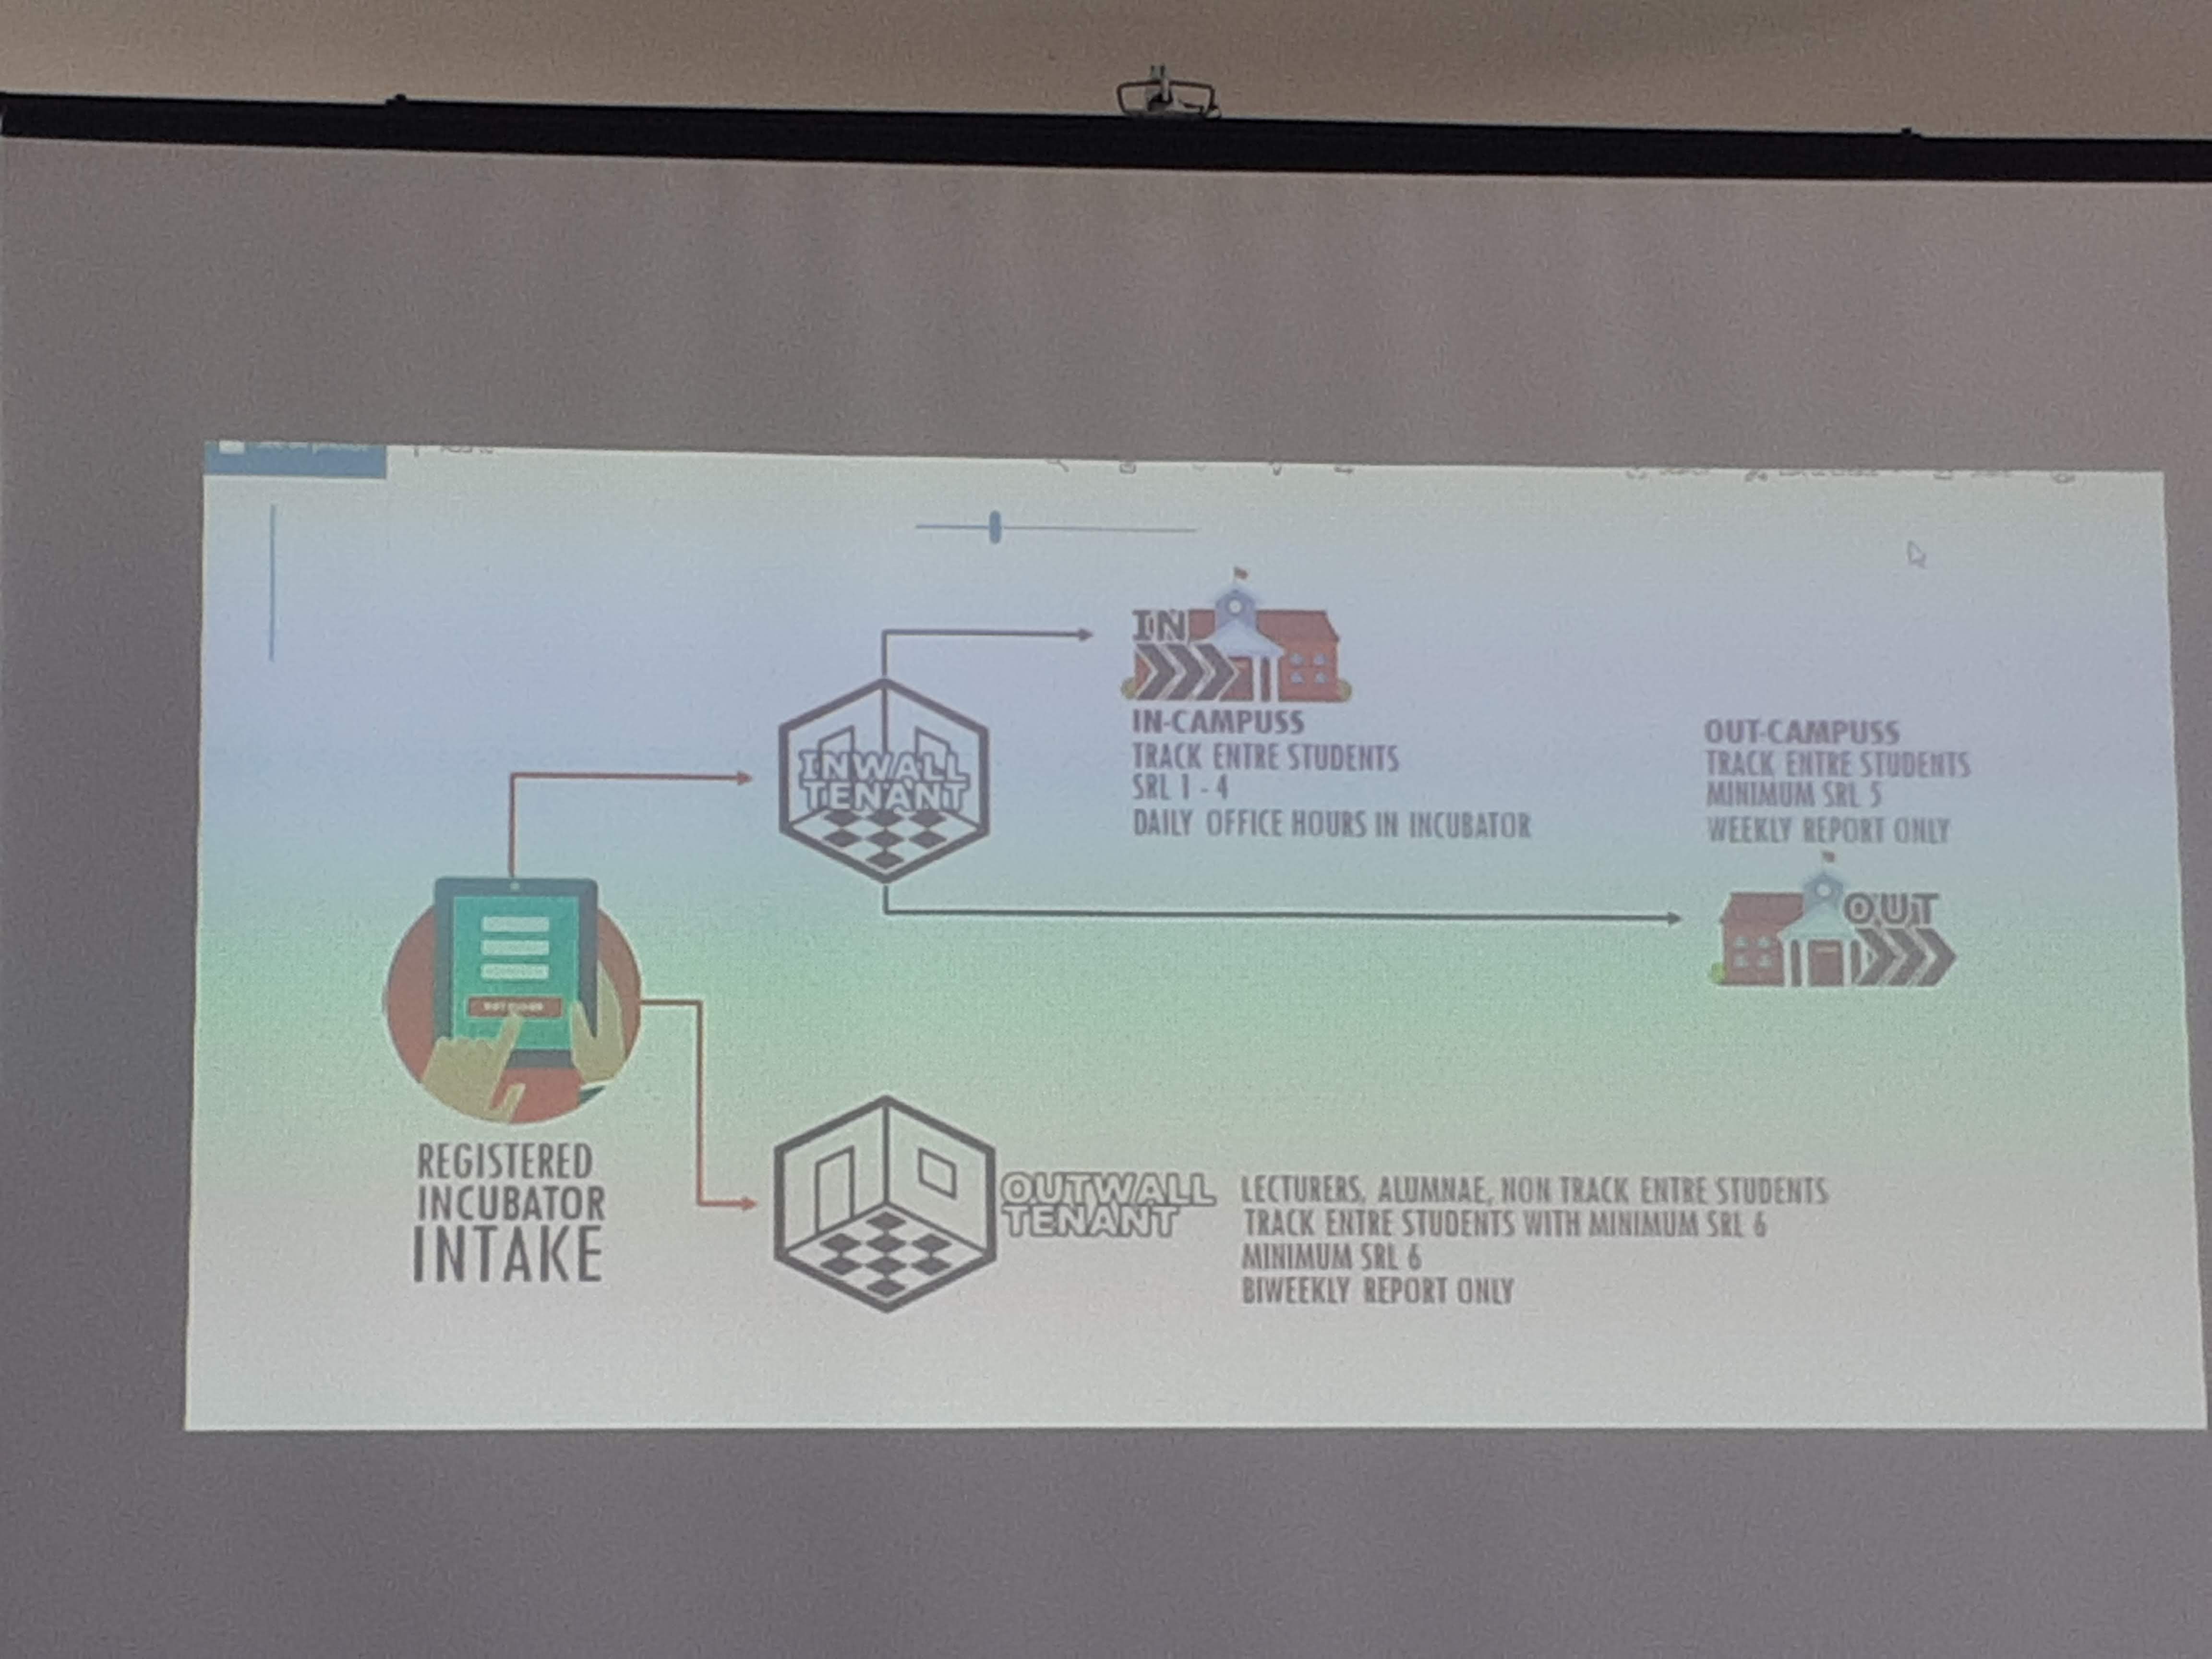 IN
IN-CAMPUSS
TRACK ENTRE STUDENTS
SRL 1 - 4
DAILY OFFICE HOURS IN INCUBATOR
OUT-CAMPUSS
TRACK ENTRE STUDENTS
MINIMUM SRL 5
WEEKLY REPORT ONLY
OUT
INWALL
TENANT
REGISTERED
INCUBATOR
INTAKE
OUTWALL
TENANT
LECTURERS, ALUMNAE, NON TRACK ENTRE STUDENTS
TRACK ENTRE STUDENTS WITH MINIMUM SRL 6
MINIMUM SRL 6
BIWEEKLY REPORT ONLY